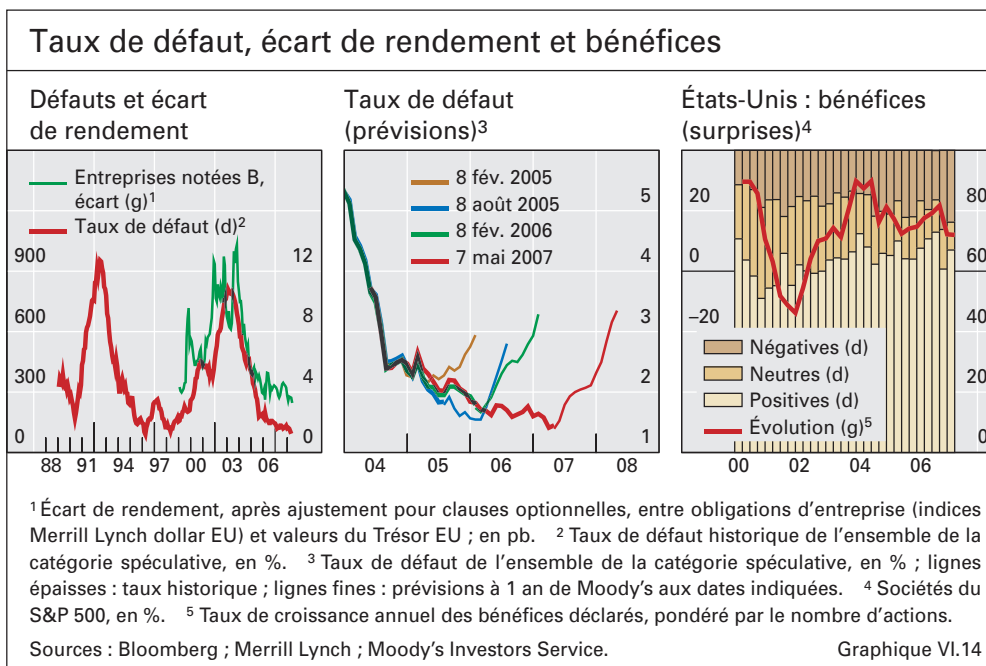 Taux de défaut, écart de rendement et bénéfices
Défauts et écart
de rendement
Entreprises notées B,
écart (g)¹
Taux de défaut (d)²
900
600
300
0
12
8
4
0
88 91 94 97 00 03 06
Taux de défaut
(prévisions)³
8 fév. 2005
8 août 2005
8 fév. 2006
7 mai 2007
5
4
3
2
1
04 05 06 07 08
États-Unis : bénéfices
(surprises)⁴
20
0
–20
80
60
40
20
0
Négatives (d)
Neutres (d)
Positives (d)
Évolution (g)⁵
00 02 04 06
¹ Écart de rendement, après ajustement pour clauses optionnelles, entre obligations d'entreprise (indices
Merrill Lynch dollar EU) et valeurs du Trésor EU ; en pb. ² Taux de défaut historique de l'ensemble de la
catégorie spéculative, en %. ³ Taux de défaut de l'ensemble de la catégorie spéculative, en % ; lignes
épaisses : taux historique ; lignes fines : prévisions à 1 an de Moody's aux dates indiquées. ⁴ Sociétés du
S&P 500, en %. ⁵ Taux de croissance annuel des bénéfices déclarés, pondéré par le nombre d'actions.
Sources : Bloomberg ; Merrill Lynch ; Moody's Investors Service. Graphique VI.14